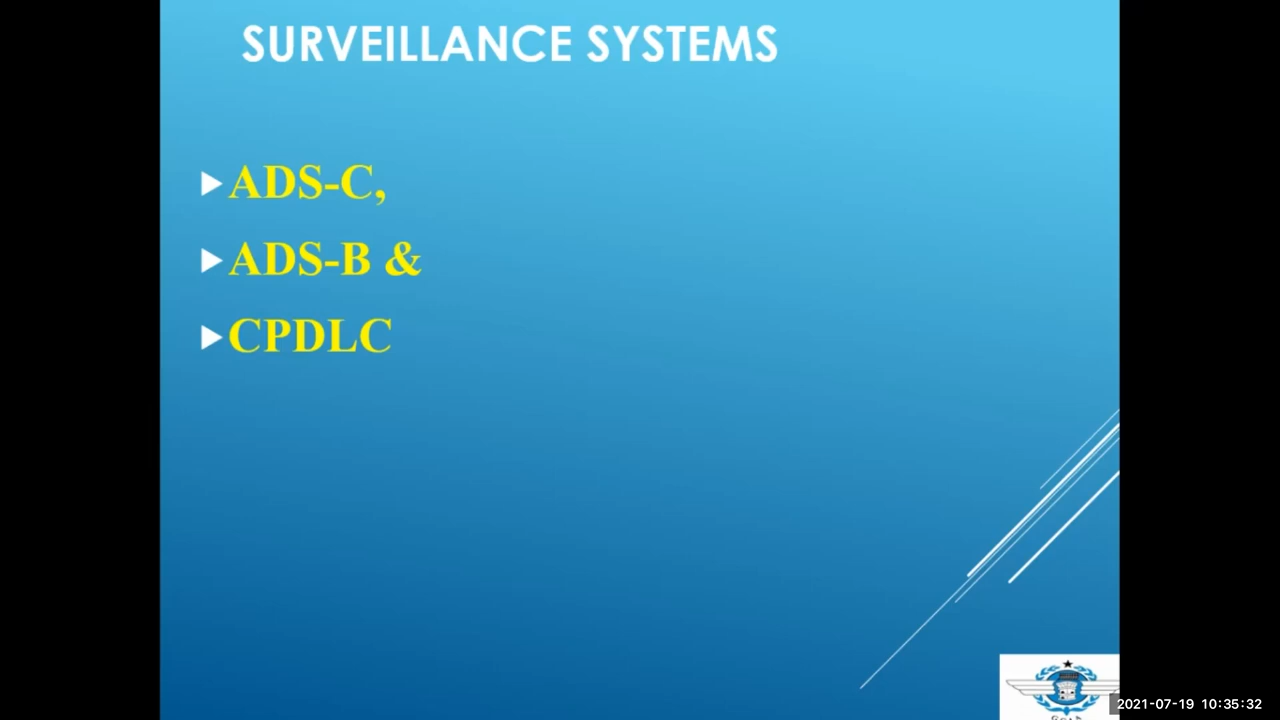 SURVEILLANCE SYSTEMS
ADS-C,
ADS-B &
CPDLC
2021-07-19 10:35:32